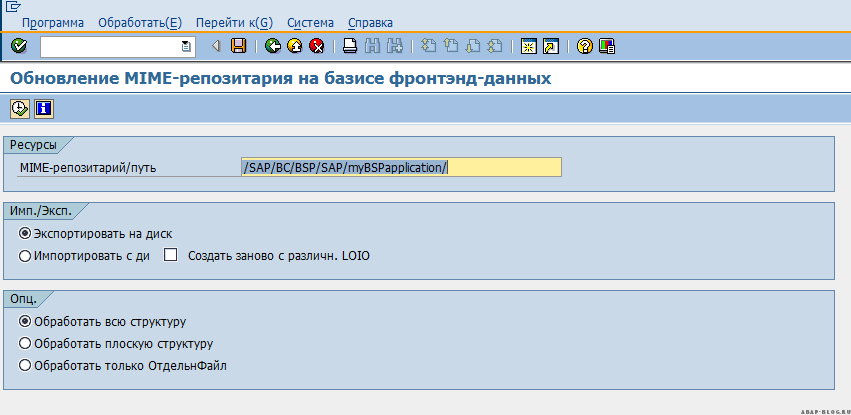 Программа Обработать(E) Перейти к(G) Система Справка
Обновление MIME-репозитария на базисе фронтэнд-данных
Ресурсы
MIME-репозитарий/путь /SAP/BC/BSP/SAP/myBSPapplication/
Имп./Эксп.
Экспортировать на диск
Импортировать с ди Создать заново с различн. LOIO
Опц.
Обработать всю структуру
Обработать плоскую структуру
Обработать только ОтдельнФайл
ABAP-BLOG.RU